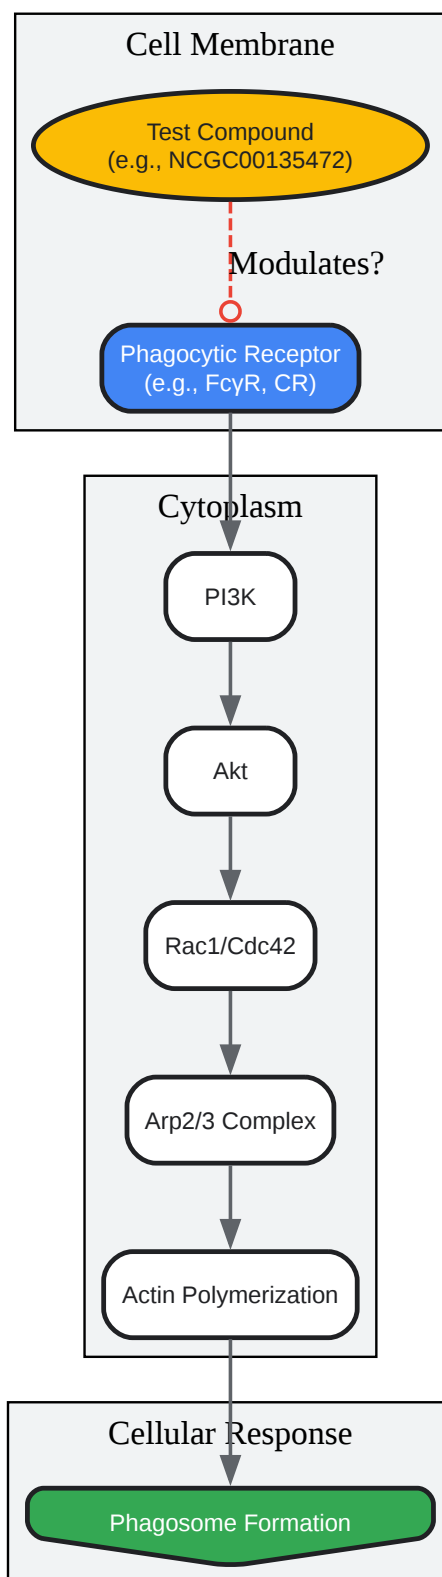 Cell Membrane
Test Compound
(e.g., NCGC00135472)
Modulates?
Phagocytic Receptor
(e.g., FcγR, CR)
Cytoplasm
PI3K
Akt
Rac1/Cdc42
Arp2/3 Complex
Actin Polymerization
Cellular Response
Phagosome Formation